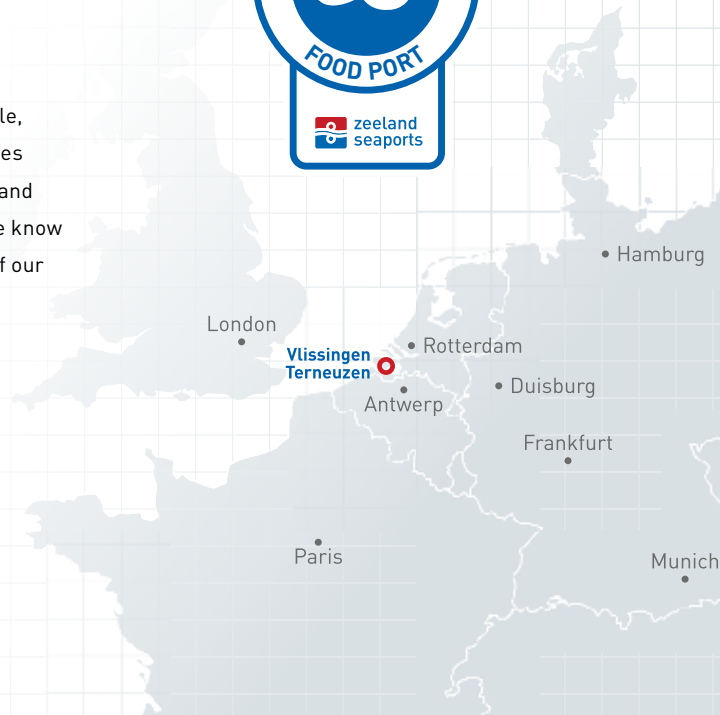 FOOD PORT
zeeland
seaports
le,
es
and
know
f our
Hamburg
London
Vlissingen
Terneuzen
Rotterdam
Duisburg
Antwerp
Frankfurt
Paris
Munich